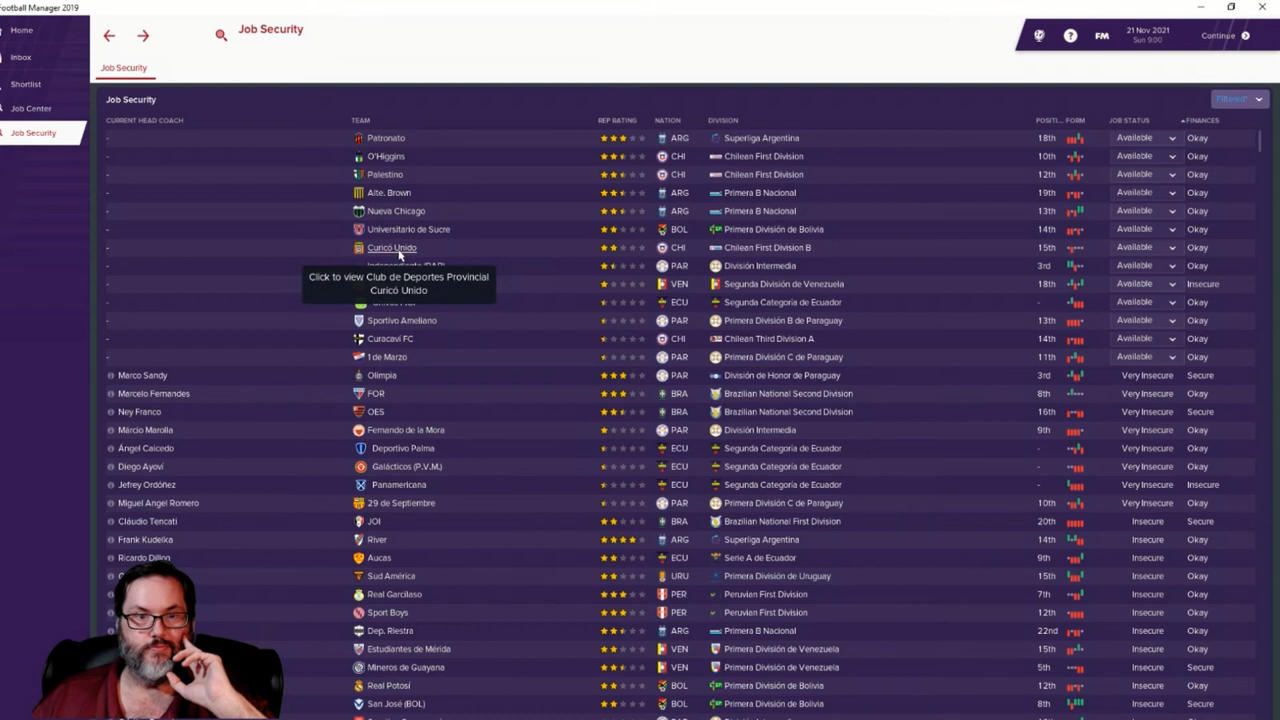 Football Manager 2019
Home
Inbox
Shortlist
Job Center
Job Security
Job Security
21 Nov 2021
Sun 9:00
FM
Continue
Job Security
Job Security
Filtered*
CURRENT HEAD COACH TEAM REP RATING NATION DIVISION POSITI... FORM JOB STATUS FINANCES
- Patronato ARG Superliga Argentina 18th Available Okay
- O'Higgins CHI Chilean First Division 10th Available Okay
- Palestino CHI Chilean First Division 12th Available Okay
- Alte. Brown ARG Primera B Nacional 19th Available Okay
- Nueva Chicago ARG Primera B Nacional 13th Available Okay
- Universitario de Sucre BOL Primera División de Bolivia 14th Available Okay
- Curicó Unido CHI Chilean First Division B 15th Available Okay
- PAR División Intermedia 3rd Available Okay
Click to view Club de Deportes Provincial
Curicó Unido
- VEN Segunda División de Venezuela 18th Available Insecure
- ECU Segunda Categoría de Ecuador - Available Okay
- Sportivo Ameliano PAR Primera División B de Paraguay 13th Available Okay
- Curacaví FC CHI Chilean Third Division A 14th Available Okay
- 1 de Marzo PAR Primera División C de Paraguay 11th Available Okay
Marco Sandy Olimpia PAR División de Honor de Paraguay 3rd Very Insecure Secure
Marcelo Fernandes FOR BRA Brazilian National Second Division 8th Very Insecure Okay
Ney Franco OES BRA Brazilian National Second Division 16th Very Insecure Secure
Márcio Marolla Fernando de la Mora PAR División Intermedia 9th Very Insecure Okay
Ángel Caicedo Deportivo Palma ECU Segunda Categoría de Ecuador - Very Insecure Okay
Diego Ayoví Galácticos (P.V.M.) ECU Segunda Categoría de Ecuador - Very Insecure Okay
Jefrey Ordóñez Panamericana ECU Segunda Categoría de Ecuador - Very Insecure Insecure
Miguel Angel Romero 29 de Septiembre PAR Primera División C de Paraguay 10th Very Insecure Okay
Cláudio Tencati JOI BRA Brazilian National First Division 20th Insecure Secure
Frank Kudelka River ARG Superliga Argentina 14th Insecure Okay
Ricardo Dillon Aucas ECU Serie A de Ecuador 9th Insecure Okay
Sud América URU Primera División de Uruguay 15th Insecure Okay
Real Garcilaso PER Peruvian First Division 7th Insecure Okay
Sport Boys PER Peruvian First Division 12th Insecure Okay
Dep. Riestra ARG Primera B Nacional 22nd Insecure Okay
Estudiantes de Mérida VEN Primera División de Venezuela 15th Insecure Okay
Mineros de Guayana VEN Primera División de Venezuela 5th Insecure Secure
Real Potosí BOL Primera División de Bolivia 12th Insecure Okay
San José (BOL) BOL Primera División de Bolivia 8th Insecure Secure